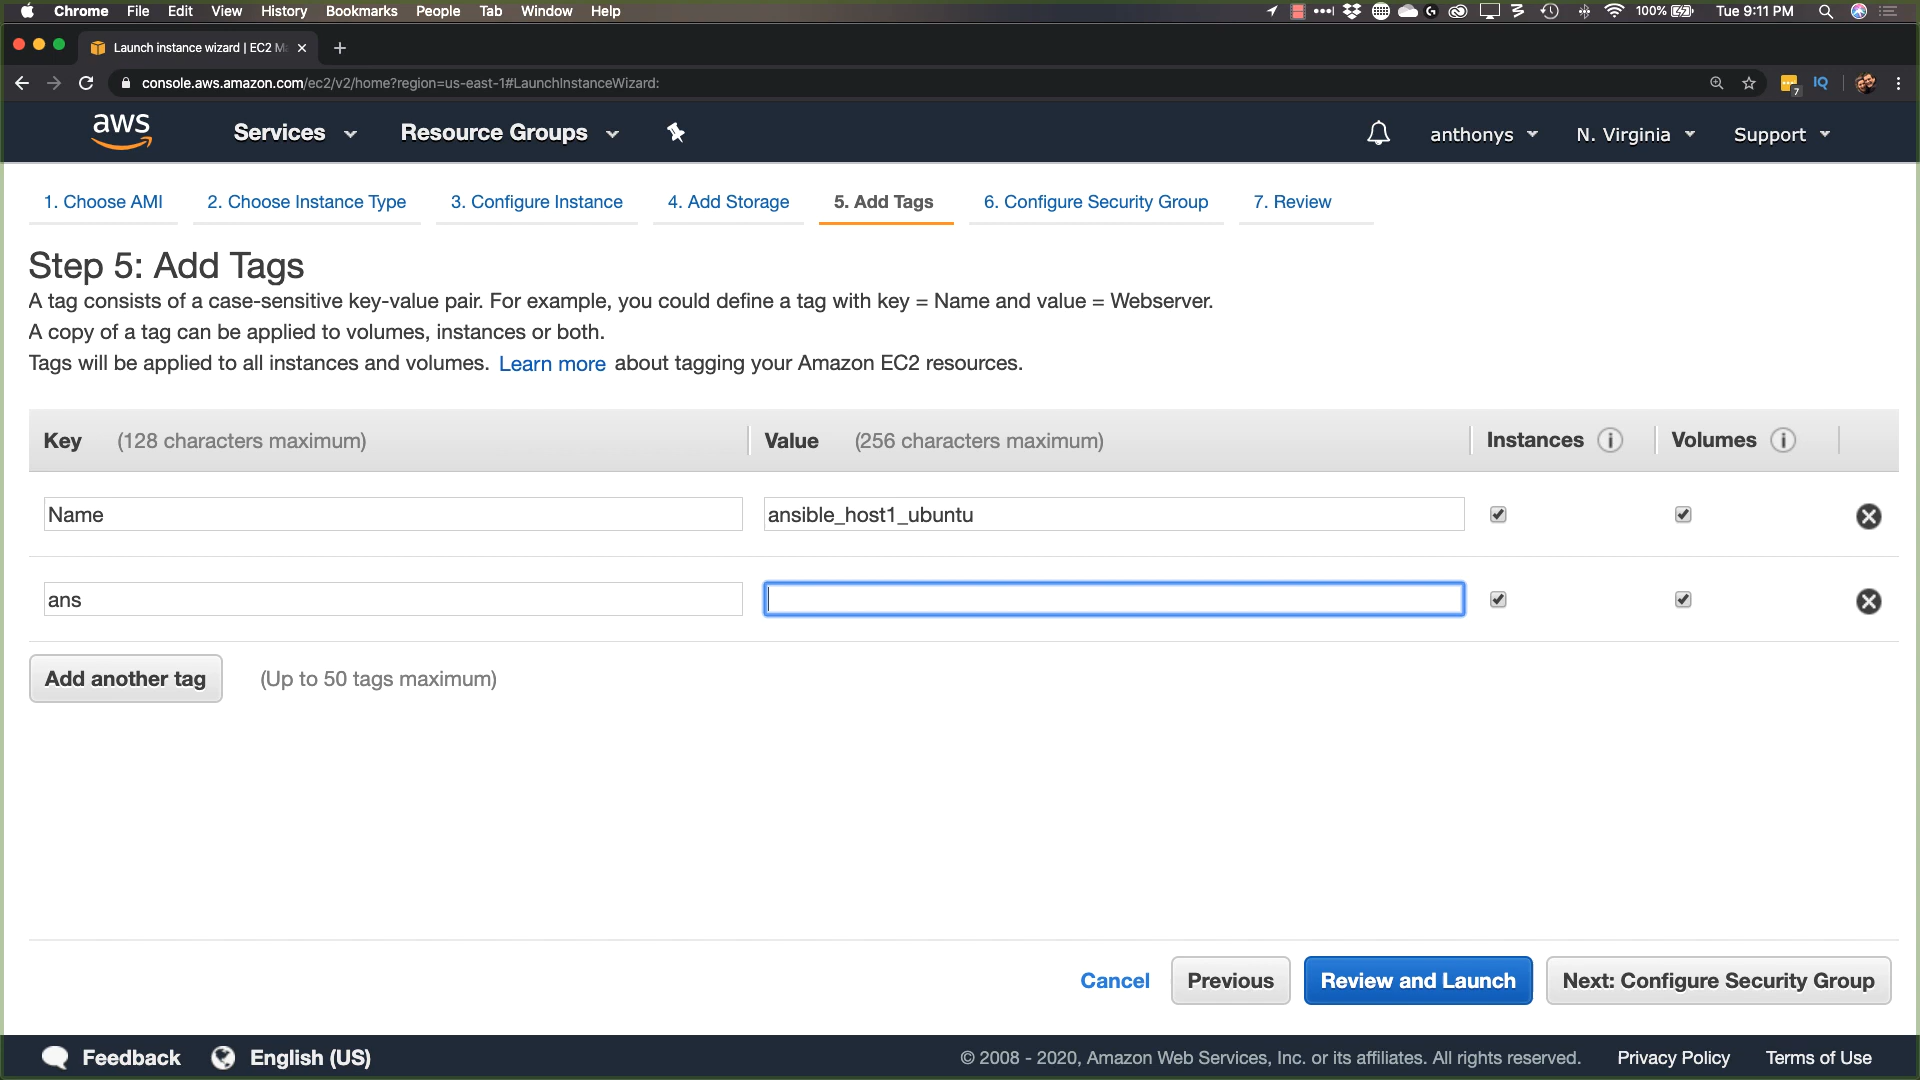 Chrome File Edit View History Bookmarks People Tab Window Help 100% Tue 9:11 PM
Launch instance wizard | EC2 M
console.aws.amazon.com/ec2/v2/home?region=us-east-1#LaunchInstanceWizard: 7 IQ
aws Services Resource Groups anthonys N. Virginia Support
1. Choose AMI 2. Choose Instance Type 3. Configure Instance 4. Add Storage 5. Add Tags 6. Configure Security Group 7. Review
Step 5: Add Tags
A tag consists of a case-sensitive key-value pair. For example, you could define a tag with key = Name and value = Webserver.
A copy of a tag can be applied to volumes, instances or both.
Tags will be applied to all instances and volumes. Learn more about tagging your Amazon EC2 resources.
Key (128 characters maximum) Value (256 characters maximum) Instances i Volumes i
Name ansible_host1_ubuntu
ans
Add another tag (Up to 50 tags maximum)
Cancel Previous Review and Launch Next: Configure Security Group
Feedback English (US) © 2008 - 2020, Amazon Web Services, Inc. or its affiliates. All rights reserved. Privacy Policy Terms of Use